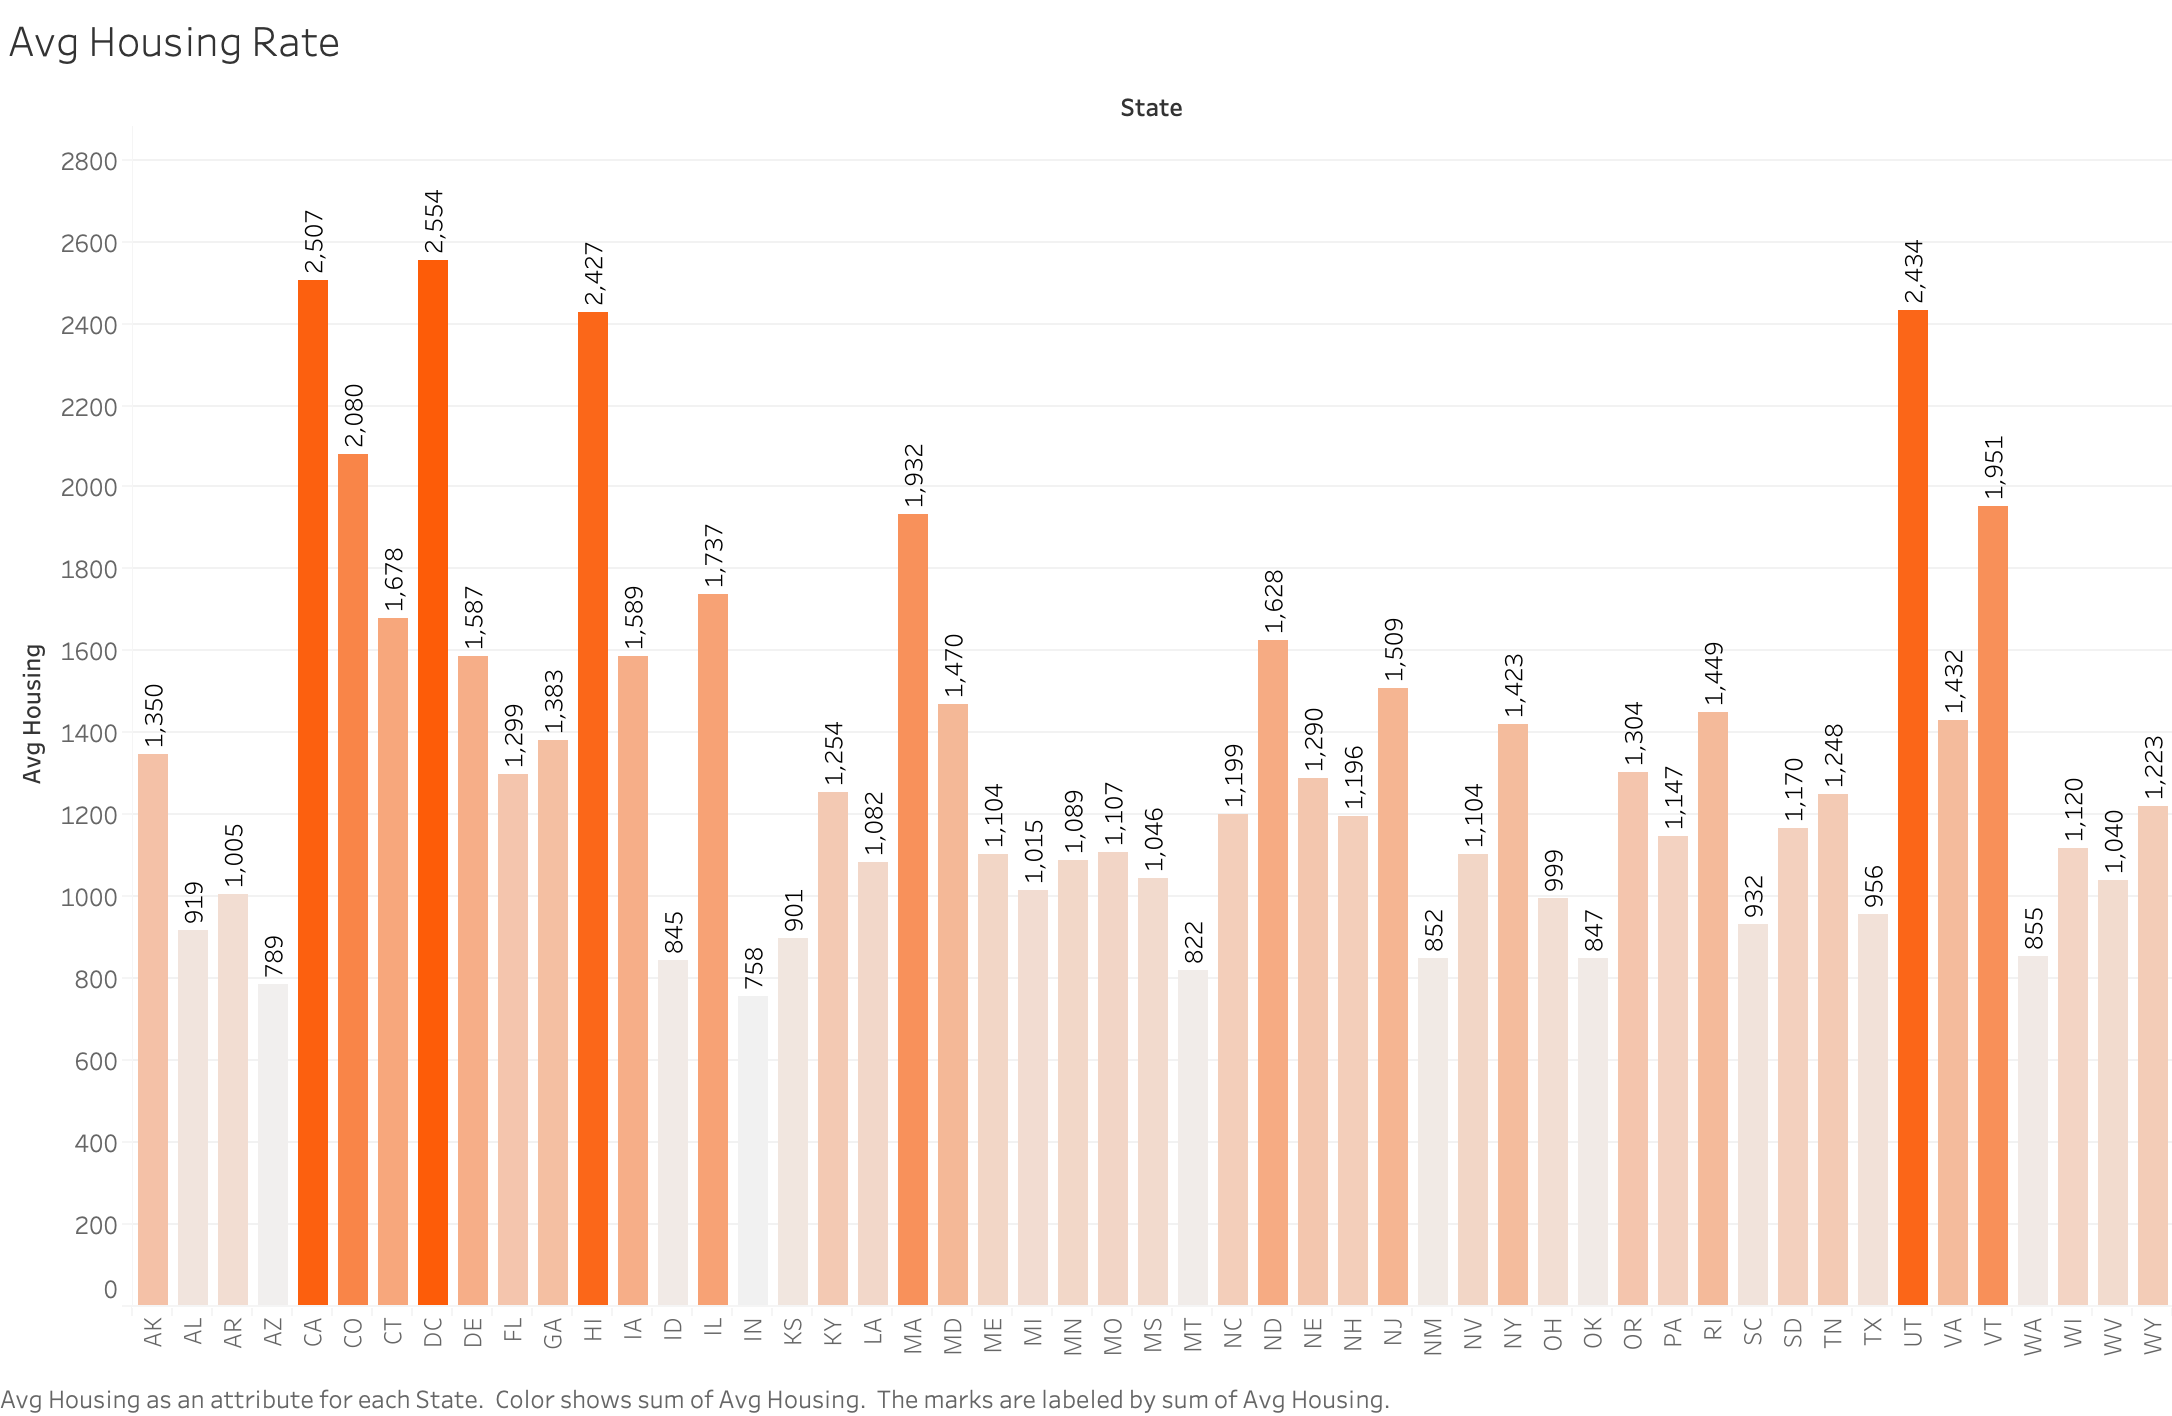 Avg Housing Rate
State
Avg Housing
2800
2600
2400
2200
2000
1800
1600
1400
1200
1000
800
600
400
200
0
1,350
919
1,005
789
2,507
2,080
1,678
2,554
1,587
1,299
1,383
2,427
1,589
845
1,737
758
901
1,254
1,082
1,932
1,470
1,104
1,015
1,089
1,107
1,046
822
1,199
1,628
1,290
1,196
1,509
852
1,104
1,423
999
847
1,304
1,147
1,449
932
1,170
1,248
956
2,434
1,432
1,951
855
1,120
1,040
1,223
AK
AL
AR
AZ
CA
CO
CT
DC
DE
FL
GA
HI
IA
ID
IL
IN
KS
KY
LA
MA
MD
ME
MI
MN
MO
MS
MT
NC
ND
NE
NH
NJ
NM
NV
NY
OH
OK
OR
PA
RI
SC
SD
TN
TX
UT
VA
VT
WA
WI
WV
WY
Avg Housing as an attribute for each State.  Color shows sum of Avg Housing.  The marks are labeled by sum of Avg Housing.